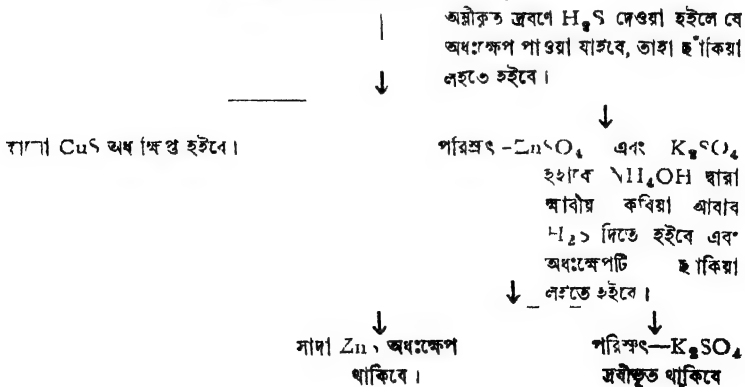 অম্লীকৃত দ্রবণে H₂S দেওয়া হইলে যে
অধঃক্ষেপ পাওয়া যাইবে, তাহা ছাঁকিয়া
লইতে হইবে।
CuS অধঃক্ষিপ্ত হইবে।
পরিস্রুৎ-ZnSO₄ এবং K₂SO₄
ইহাকে NH₄OH দ্বারা
ক্ষারীয় করিয়া আবার
H₂S দিতে হইবে এবং
অধঃক্ষেপটি ছাঁকিয়া
লইতে হইবে।
সাদা ZnS অধঃক্ষেপ
থাকিবে।
পরিস্রুৎ—K₂SO₄
দ্রবীভূত থাকিবে